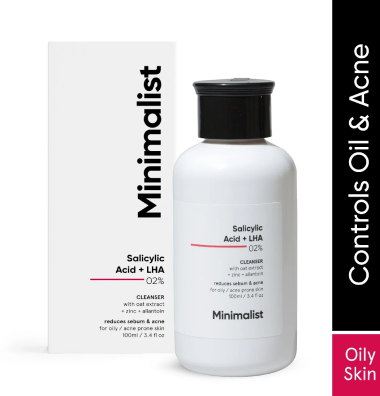 Minimalist
Salicylic
Acid + LHA
02%
CLEANSER
with oat extract
+ zinc + allantoin
reduces sebum & acne
for oily / acne prone skin
100ml / 3.4 fl oz
Salicylic
Acid + LHA
02%
CLEANSER
with oat extract
+ zinc + allantoin
reduces sebum & acne
for oily / acne prone skin
100ml / 3.4 fl oz
Minimalist
Controls Oil & Acne
Oily
Skin